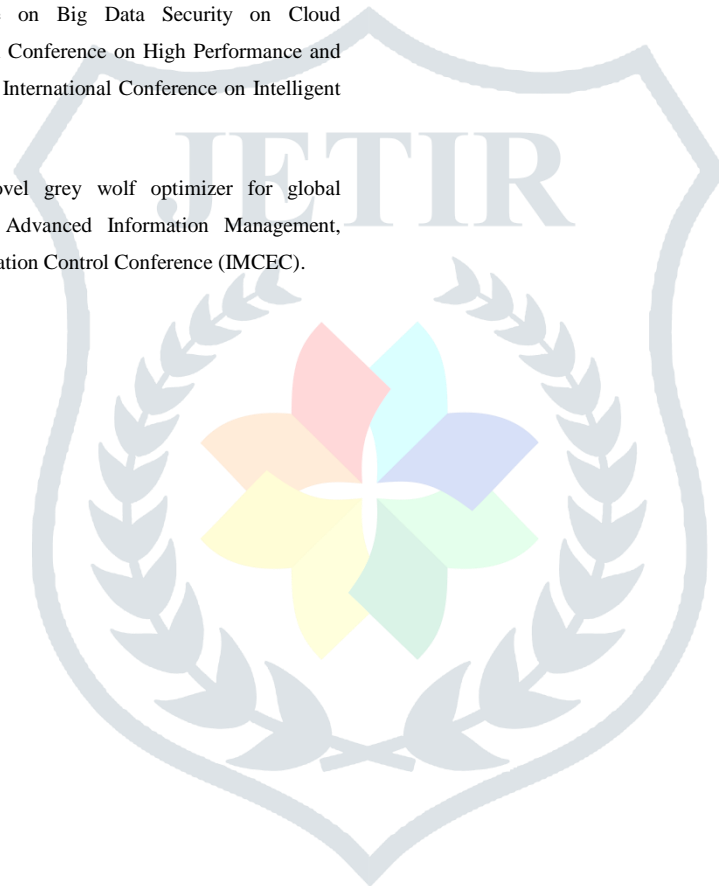 on Big Data Security on Cloud
Conference on High Performance and
International Conference on Intelligent
JETIR
ovel grey wolf optimizer for global
Advanced Information Management,
ation Control Conference (IMCEC).